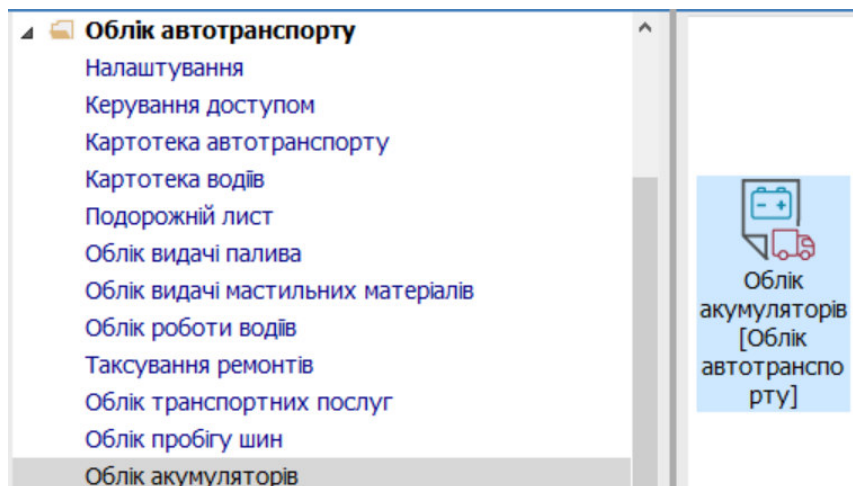 Облік автотранспорту
Налаштування
Керування доступом
Картотека автотранспорту
Картотека водіїв
Подорожній лист
Облік видачі палива
Облік видачі мастильних матеріалів
Облік роботи водіїв
Таксування ремонтів
Облік транспортних послуг
Облік пробігу шин
Облік акумуляторів
Облік
акумуляторів
[Облік
автотранспо
рту]